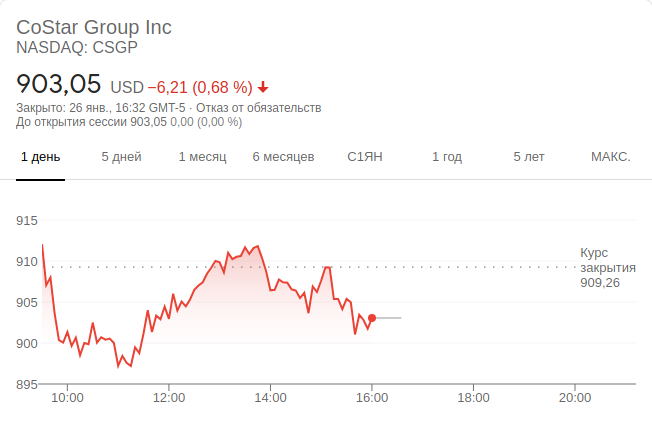 CoStar Group Inc
NASDAQ: CSGP
903,05 USD −6,21 (0,68 %)
Закрыто: 26 янв., 16:32 GMT-5 · Отказ от обязательств
До открытия сессии 903,05 0,00 (0,00 %)
1 день 5 дней 1 месяц 6 месяцев С1ЯН 1 год 5 лет МАКС.
915
910
905
900
895
Курс
закрытия
909,26
10:00 12:00 14:00 16:00 18:00 20:00